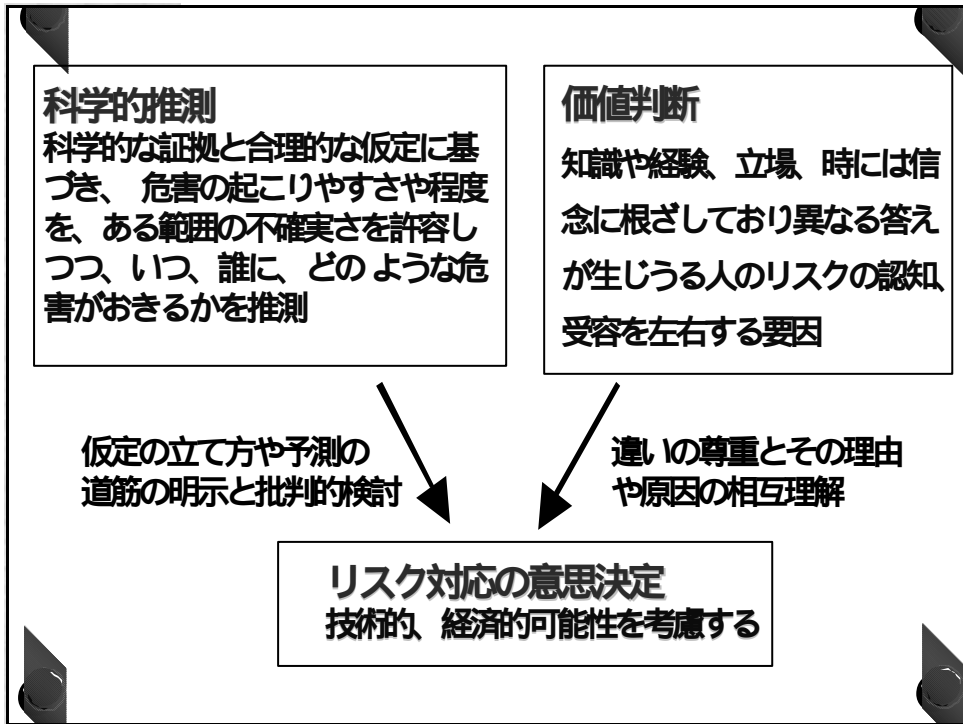 科学的推測
科学的な証拠と合理的な仮定に基
づき、 危害の起こりやすさや程度
を、ある範囲の不確実さを許容し
つつ、いつ、誰に、どの ような危
害がおきるかを推測
価値判断
知識や経験、立場、時には信
念に根ざしており異なる答え
が生じうる人のリスクの認知、
受容を左右する要因
仮定の立て方や予測の
道筋の明示と批判的検討
違いの尊重とその理由
や原因の相互理解
リスク対応の意思決定
技術的、経済的可能性を考慮する